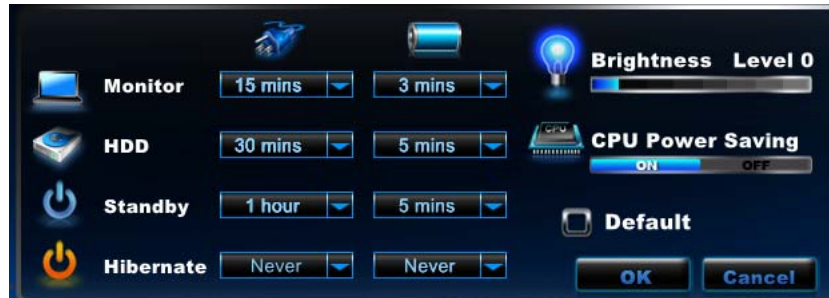 Brightness Level 0
Monitor 15 mins 3 mins
CPU
HDD 30 mins 5 mins CPU Power Saving
ON OFF
Standby 1 hour 5 mins
Default
Hibernate Never Never
OK Cancel